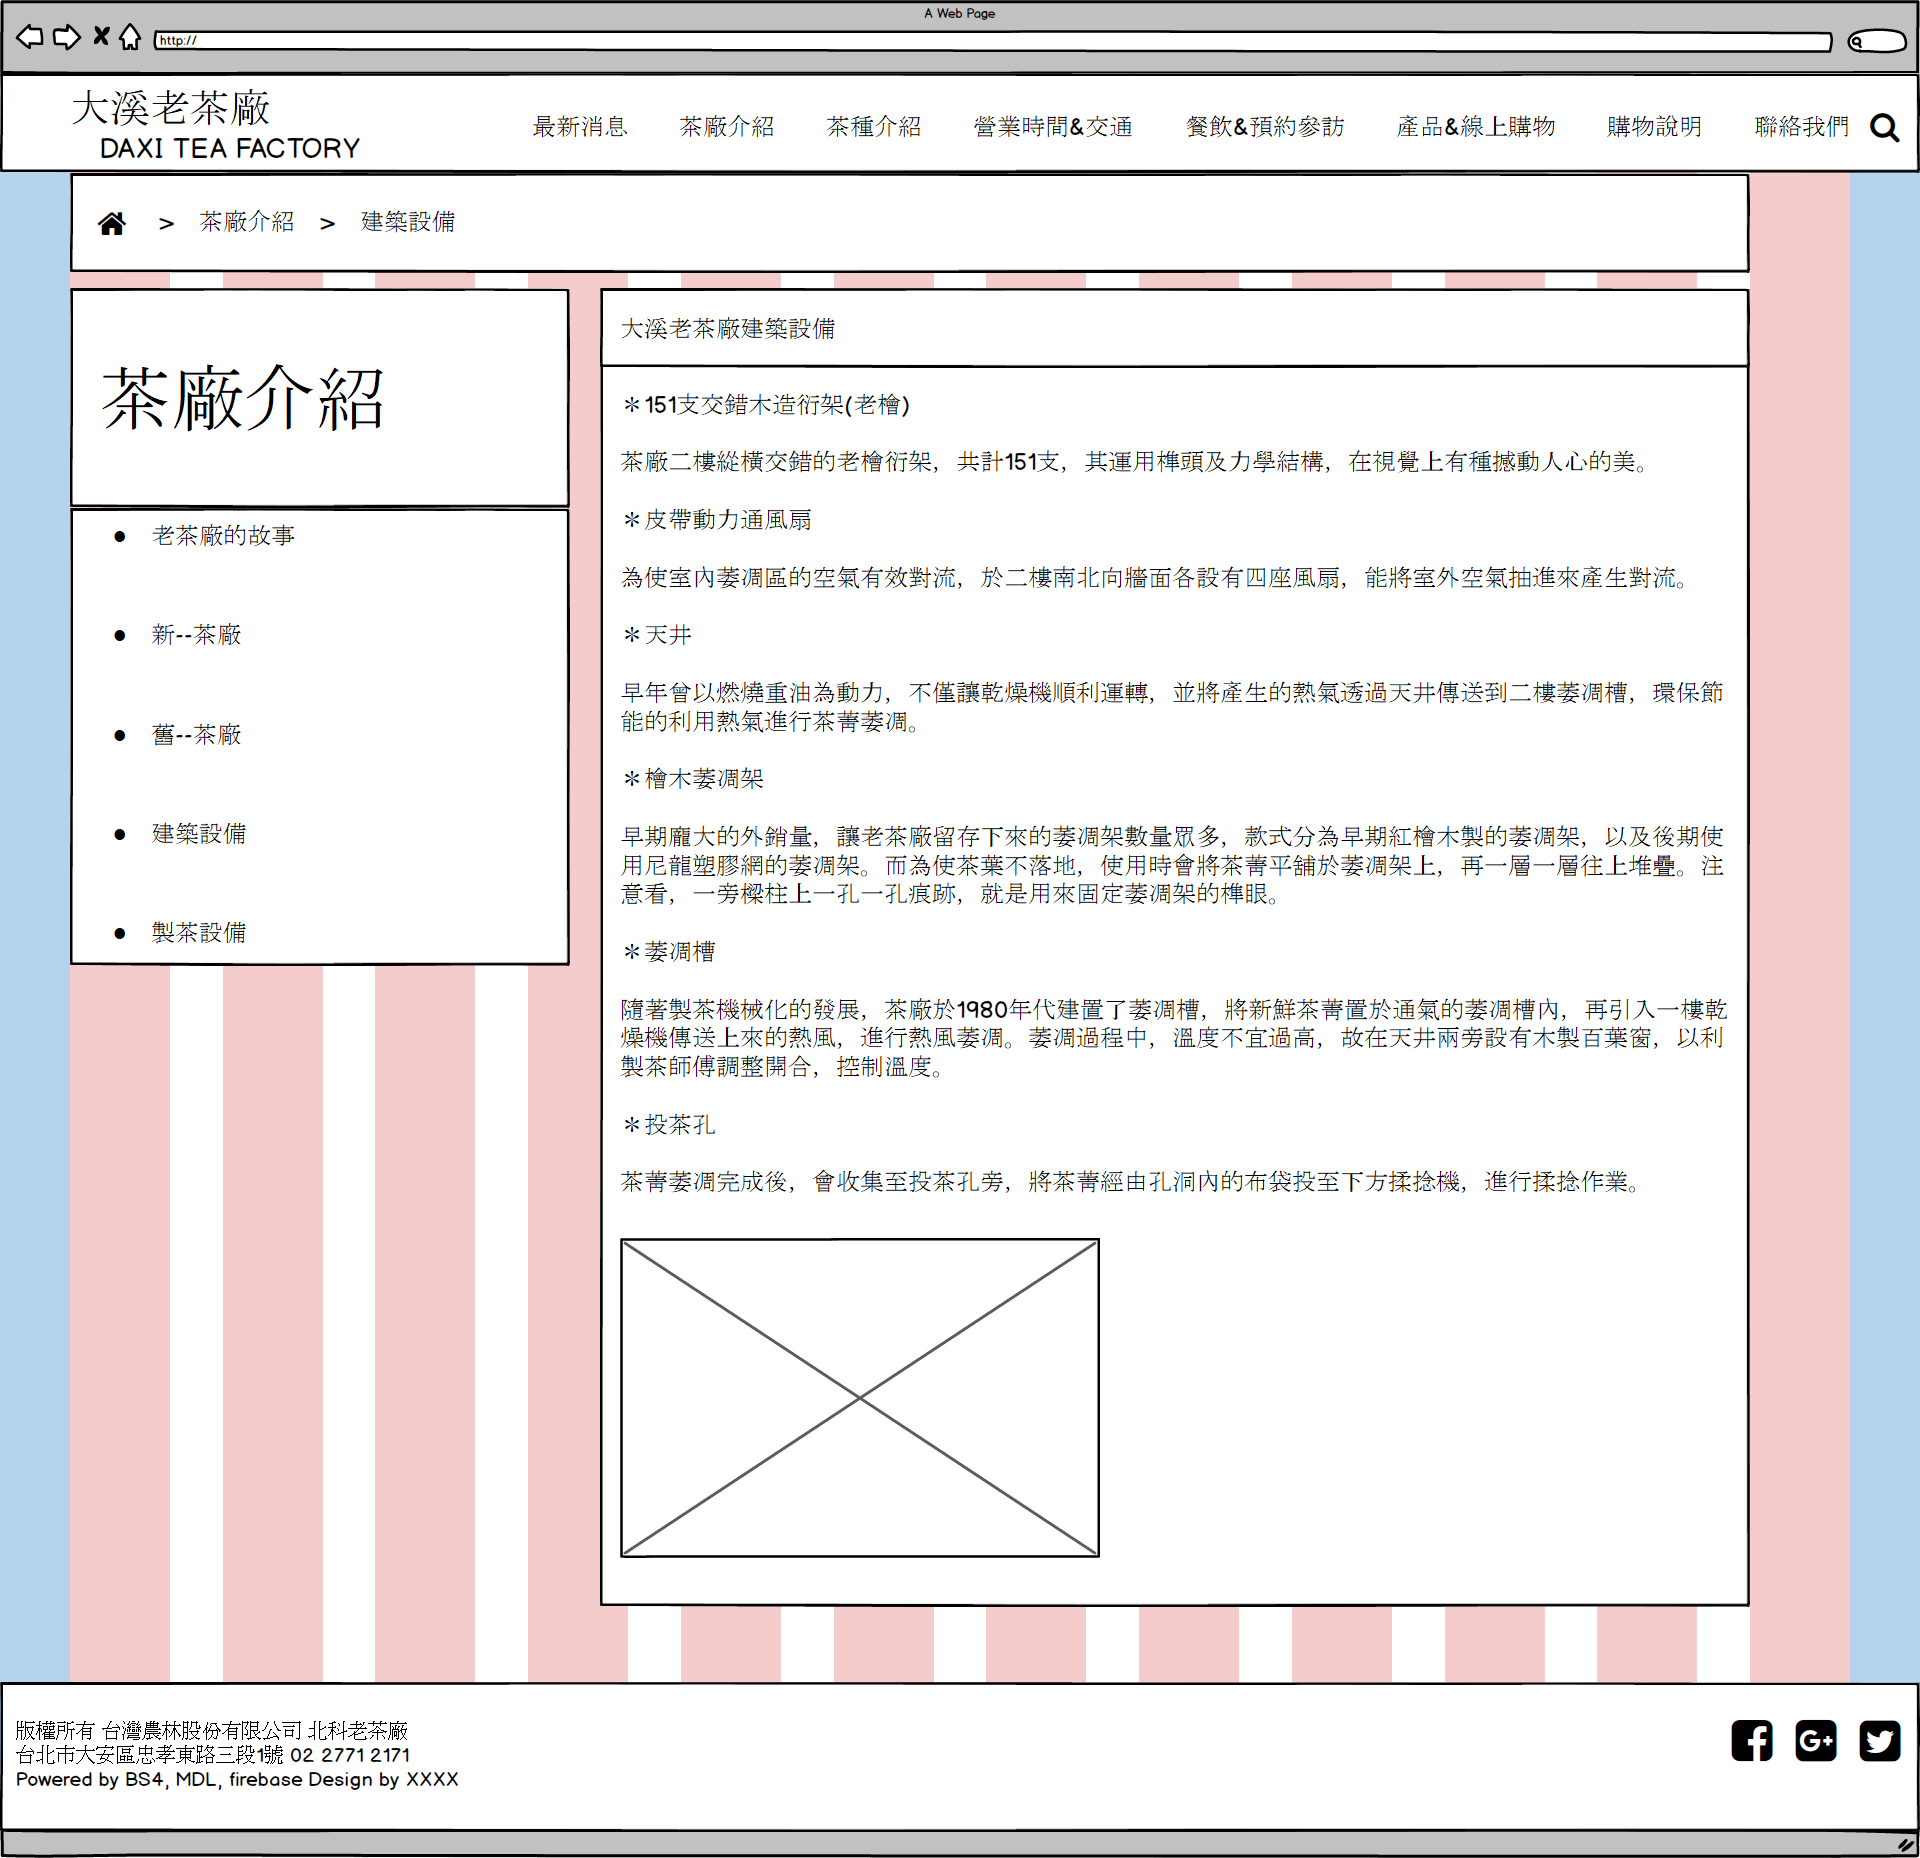 A Web Page
http://
大溪老茶廠
DAXI TEA FACTORY
最新消息 茶廠介紹 茶種介紹 營業時間&交通 餐飲&預約參訪 產品&線上購物 購物說明 聯絡我們
> 茶廠介紹 > 建築設備
茶廠介紹
● 老茶廠的故事
● 新--茶廠
● 舊--茶廠
● 建築設備
● 製茶設備
大溪老茶廠建築設備
＊151支交錯木造衍架(老檜)
茶廠二樓縱橫交錯的老檜衍架，共計151支，其運用榫頭及力學結構，在視覺上有種撼動人心的美。
＊皮帶動力通風扇
為使室內萎凋區的空氣有效對流，於二樓南北向牆面各設有四座風扇，能將室外空氣抽進來產生對流。
＊天井
早年曾以燃燒重油為動力，不僅讓乾燥機順利運轉，並將產生的熱氣透過天井傳送到二樓萎凋槽，環保節
能的利用熱氣進行茶菁萎凋。
＊檜木萎凋架
早期龐大的外銷量，讓老茶廠留存下來的萎凋架數量眾多，款式分為早期紅檜木製的萎凋架，以及後期使
用尼龍塑膠網的萎凋架。而為使茶葉不落地，使用時會將茶菁平舖於萎凋架上，再一層一層往上堆疊。注
意看，一旁樑柱上一孔一孔痕跡，就是用來固定萎凋架的榫眼。
＊萎凋槽
隨著製茶機械化的發展，茶廠於1980年代建置了萎凋槽，將新鮮茶菁置於通氣的萎凋槽內，再引入一樓乾
燥機傳送上來的熱風，進行熱風萎凋。萎凋過程中，溫度不宜過高，故在天井兩旁設有木製百葉窗，以利
製茶師傅調整開合，控制溫度。
＊投茶孔
茶菁萎凋完成後，會收集至投茶孔旁，將茶菁經由孔洞內的布袋投至下方揉捻機，進行揉捻作業。
版權所有 台灣農林股份有限公司 北科老茶廠
台北市大安區忠孝東路三段1號 02 2771 2171
Powered by BS4, MDL, firebase Design by XXXX